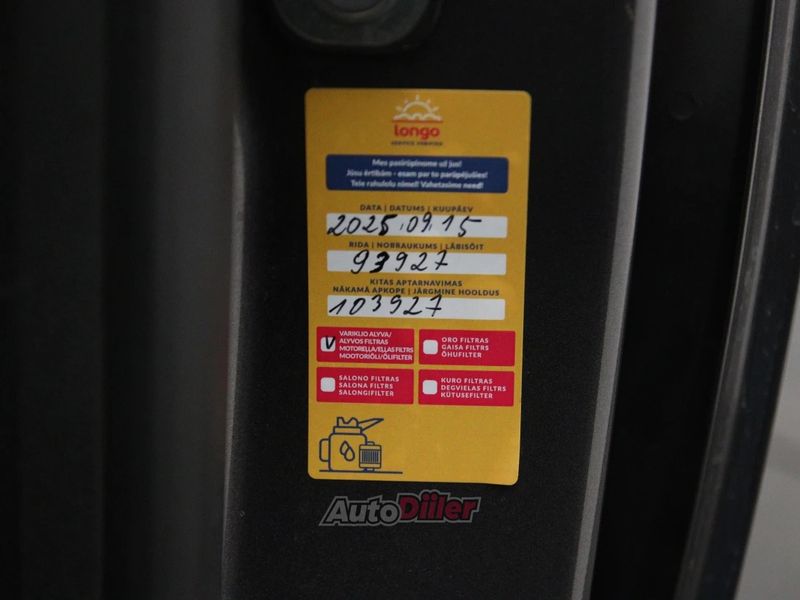 longo
Mes pasirūpinome už jus!
Jūsu ērtībām - esam par to parūpējušies!
Teie rahulolu nimel! Vahetasime need!
DATA | DATUMS | KUUPÄEV
2025.09.15
RIDA | NOBRAUKUMS | LÄBISÕIT
93927
KITAS APTARNAVIMAS
NĀKAMĀ APKOPE | JÄRGMINE HOOLDUS
103927
V VARIKLIO ALYVA/
ALYVOS FILTRAS
MOTOREĻĻA/EĻĻAS FILTRS
MOOTORIÕLI/ÕLIFILTER
ORO FILTRAS
GAISA FILTRS
ÕHUFILTER
SALONO FILTRAS
SALONA FILTRS
SALONGIFILTER
KURO FILTRAS
DEGVIELAS FILTRS
KÜTUSEFILTER
AutoDiiler